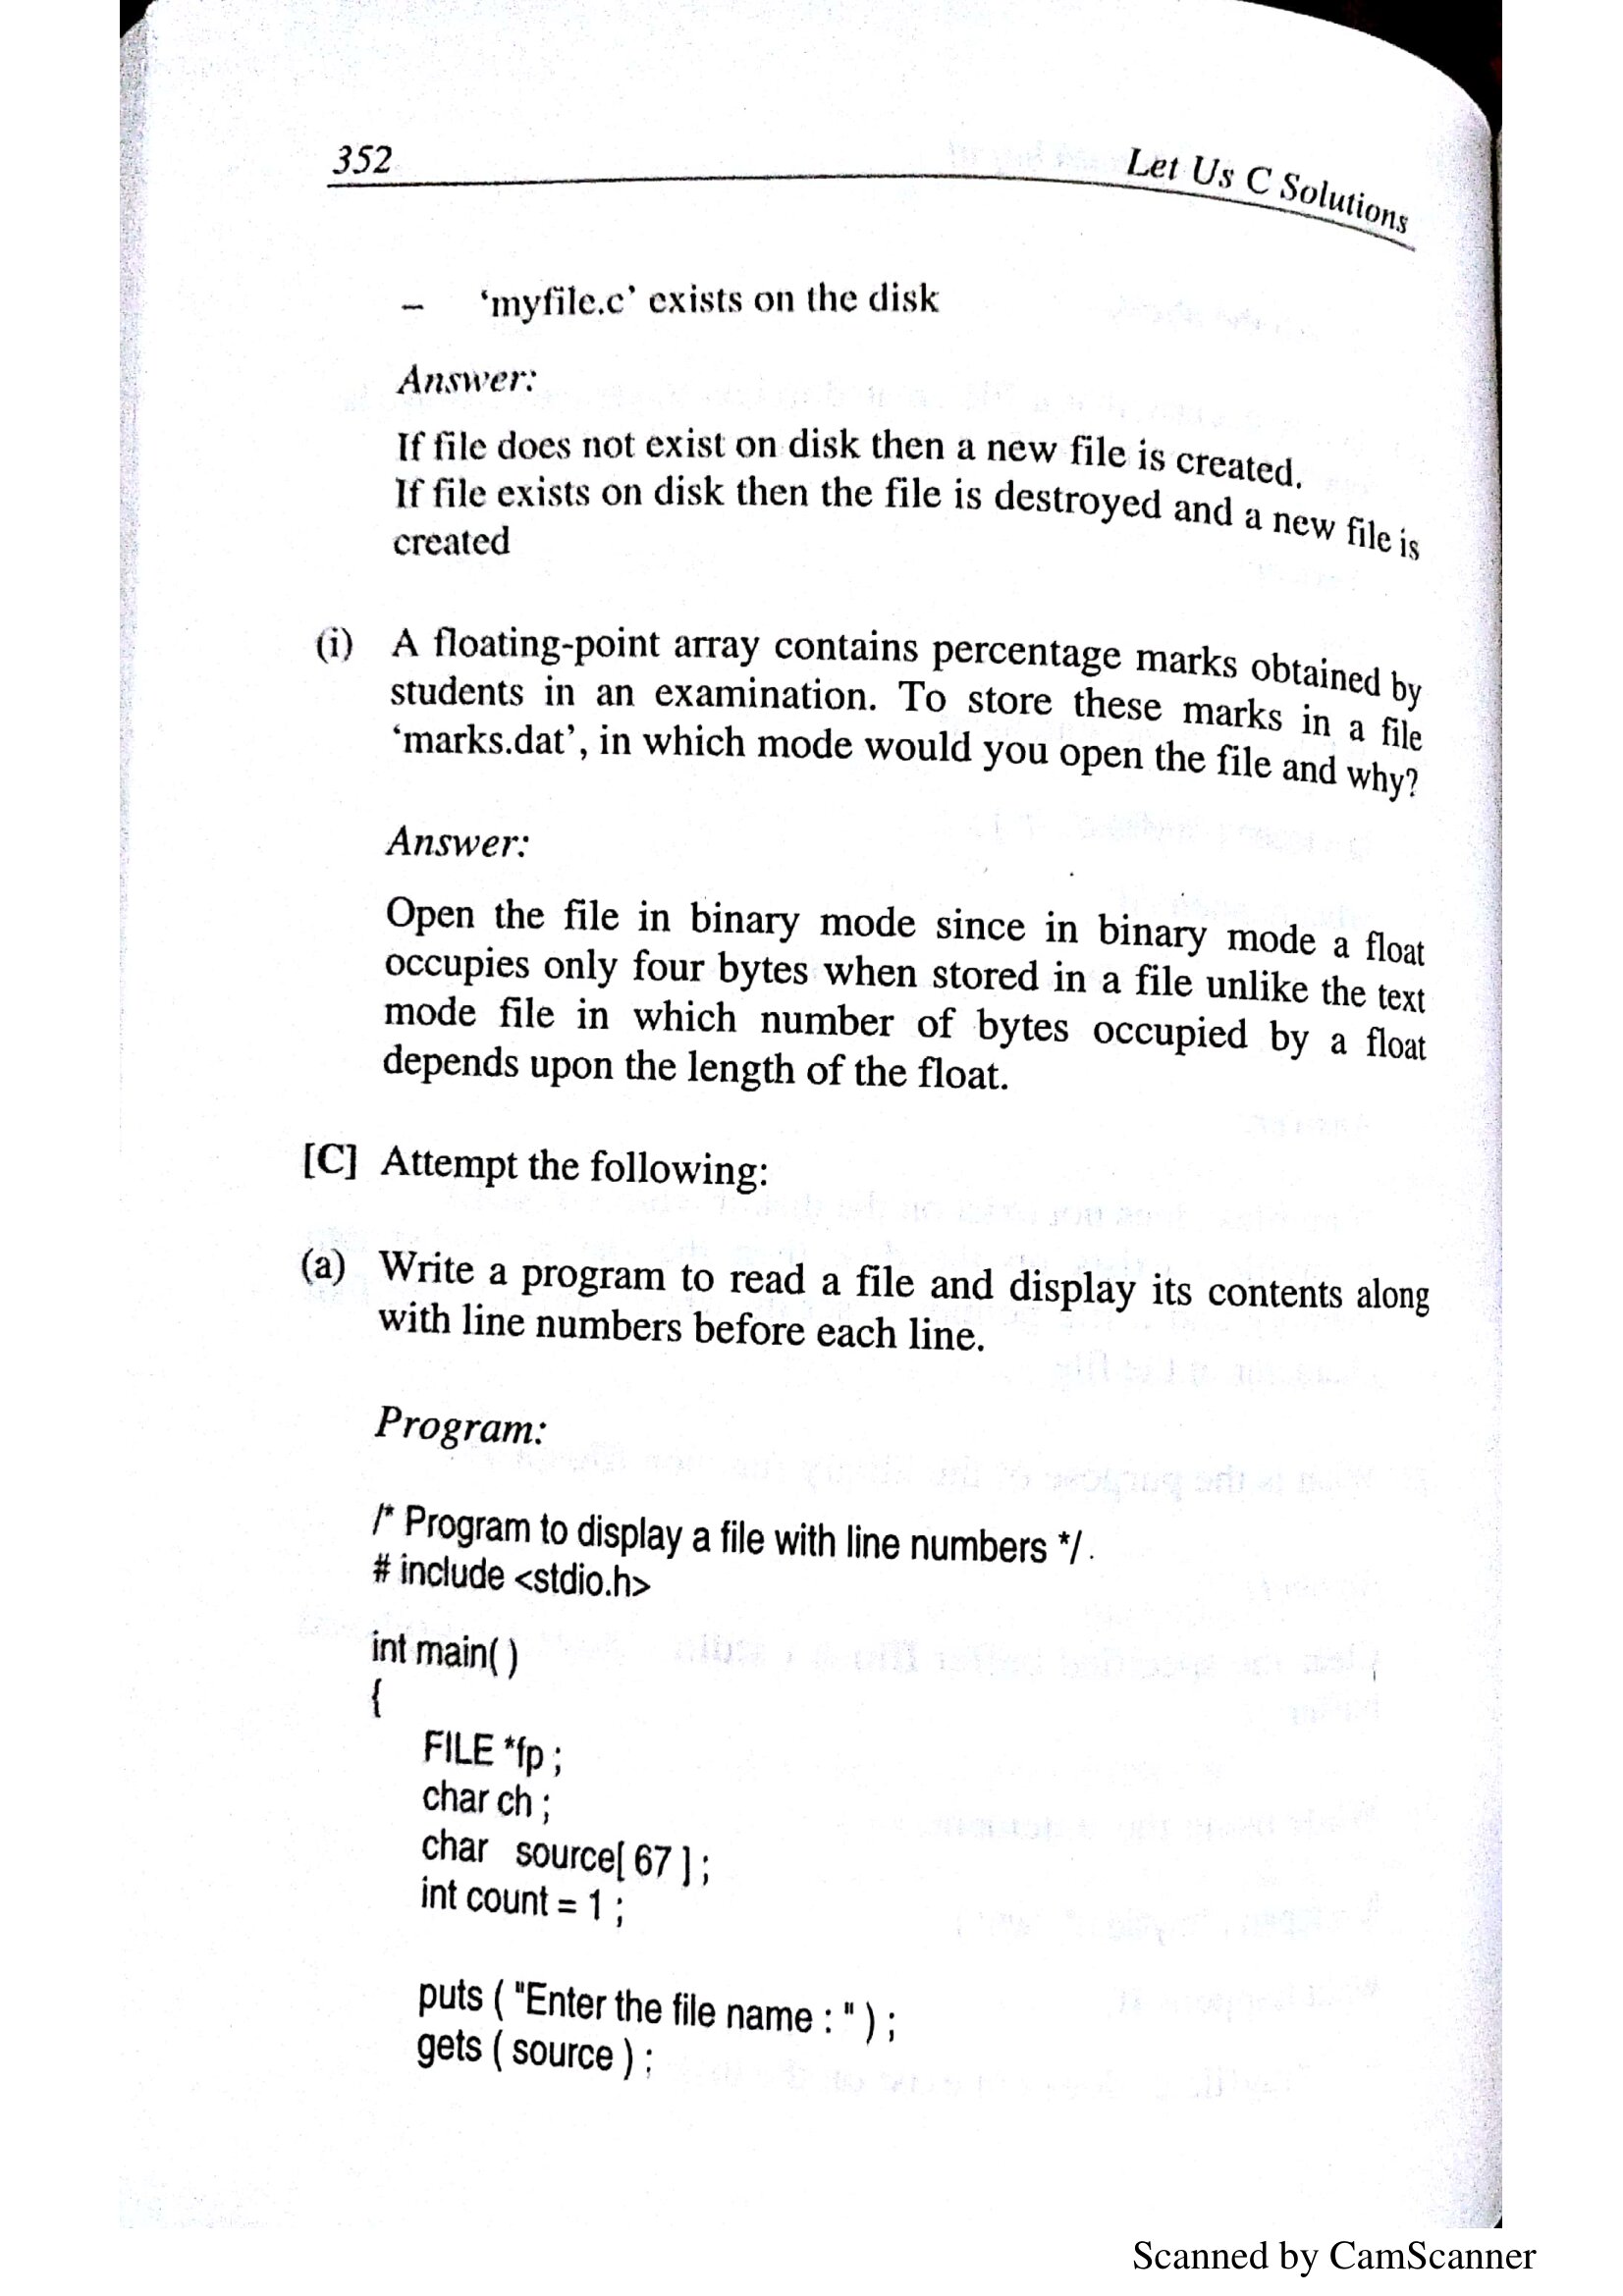 352
Let Us C Solutions
– ‘myfile.c’ exists on the disk
Answer:
If file does not exist on disk then a new file is created.
If file exists on disk then the file is destroyed and a new file is
created
(i) A floating-point array contains percentage marks obtained by
students in an examination. To store these marks in a file
‘marks.dat’, in which mode would you open the file and why?
Answer:
Open the file in binary mode since in binary mode a float
occupies only four bytes when stored in a file unlike the text
mode file in which number of bytes occupied by a float
depends upon the length of the float.
[C] Attempt the following:
(a) Write a program to read a file and display its contents along
with line numbers before each line.
Program:
/* Program to display a file with line numbers */
# include <stdio.h>
int main( )
{
FILE *fp ;
char ch ;
char source[ 67 ] ;
int count = 1 ;
puts ( "Enter the file name : " ) ;
gets ( source ) ;
Scanned by CamScanner